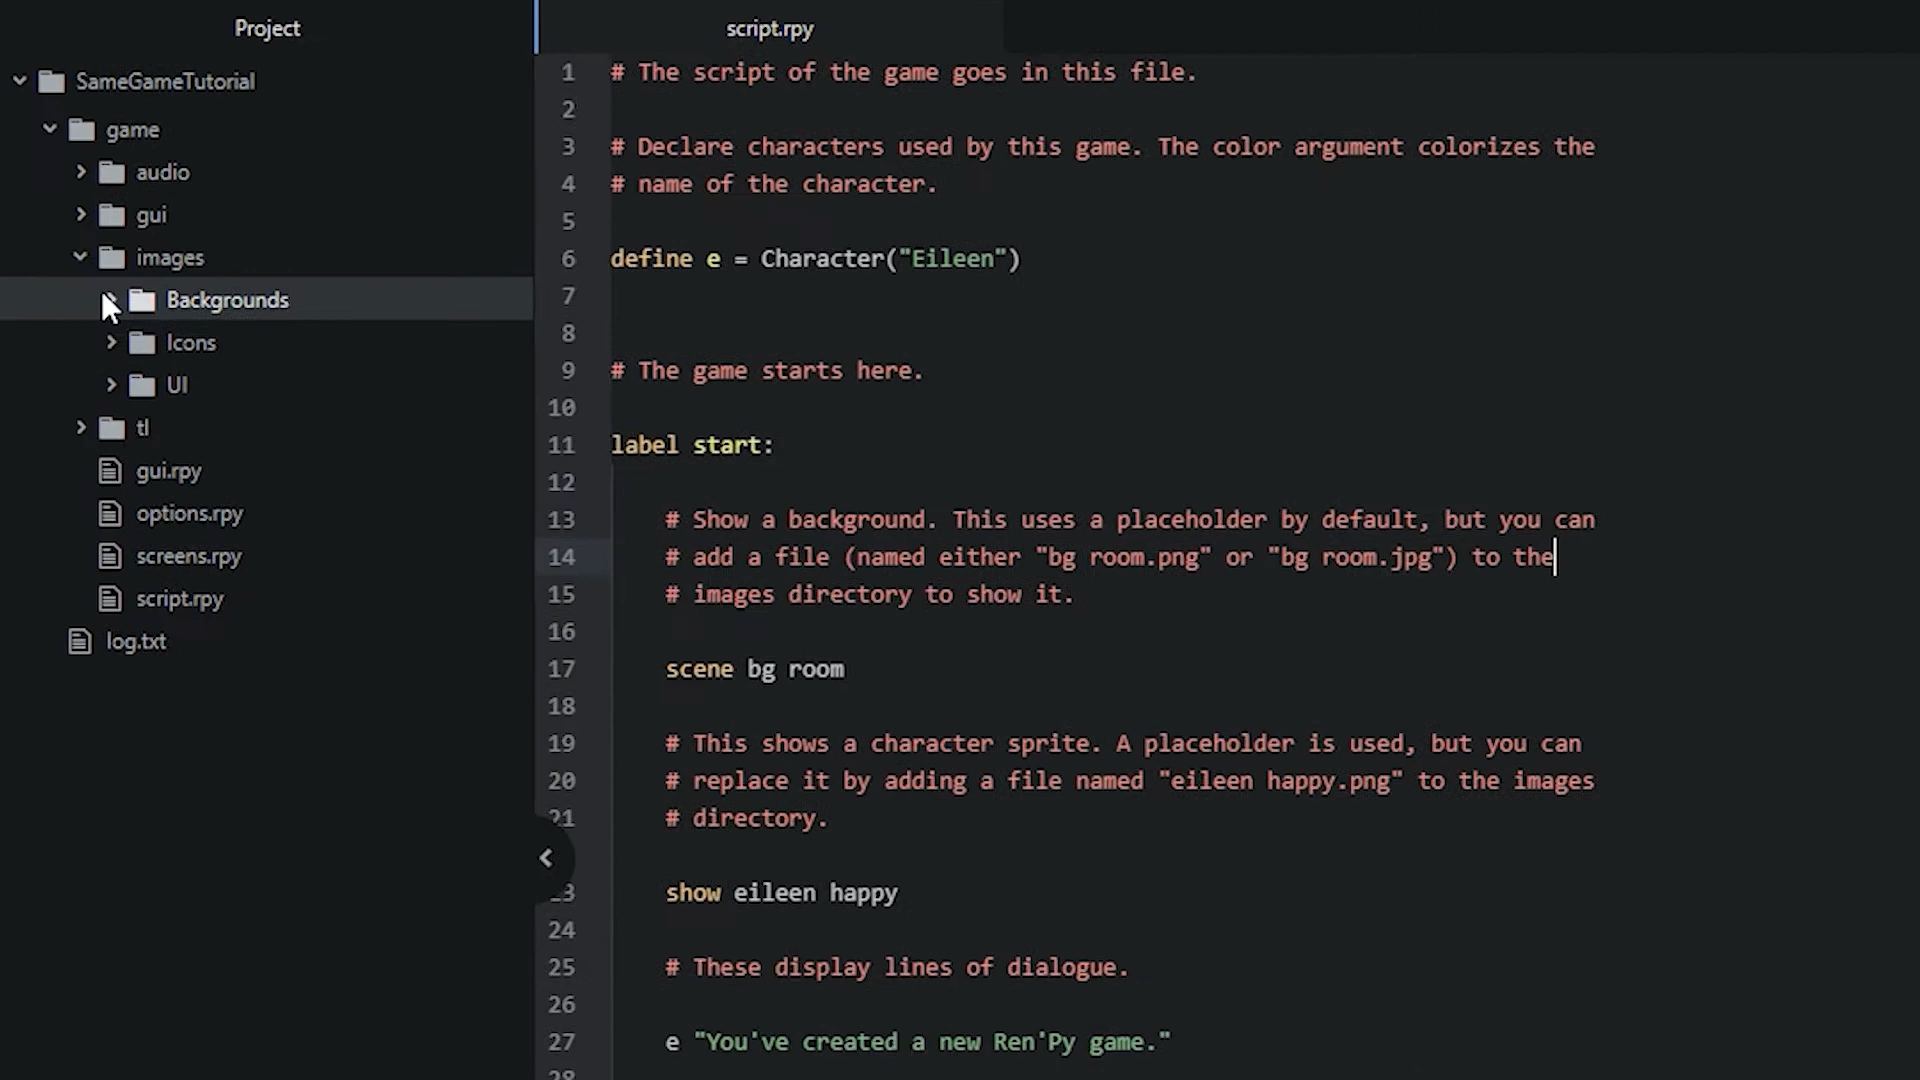 Project
SameGameTutorial
game
audio
gui
images
Backgrounds
Icons
UI
tl
gui.rpy
options.rpy
screens.rpy
script.rpy
log.txt
script.rpy
1 # The script of the game goes in this file.
2
3 # Declare characters used by this game. The color argument colorizes the
4 # name of the character.
5
6 define e = Character("Eileen")
7
8
9 # The game starts here.
10
11 label start:
12
13 # Show a background. This uses a placeholder by default, but you can
14 # add a file (named either "bg room.png" or "bg room.jpg") to the
15 # images directory to show it.
16
17 scene bg room
18
19 # This shows a character sprite. A placeholder is used, but you can
20 # replace it by adding a file named "eileen happy.png" to the images
21 # directory.
3 show eileen happy
24
25 # These display lines of dialogue.
26
27 e "You've created a new Ren'Py game."
28